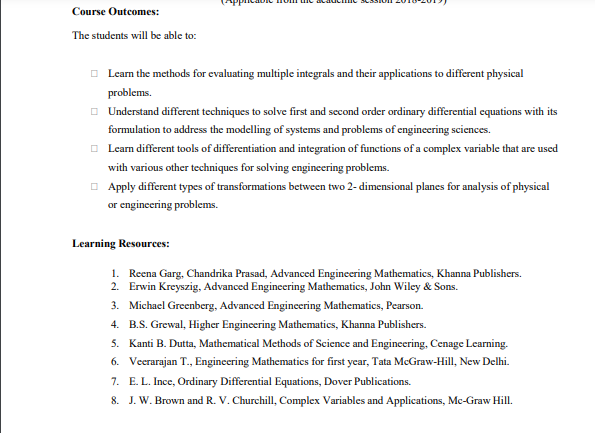 (Applicable from the academic session 2018-2019)
Course Outcomes:
The students will be able to:
Learn the methods for evaluating multiple integrals and their applications to different physical
problems.
Understand different techniques to solve first and second order ordinary differential equations with its
formulation to address the modelling of systems and problems of engineering sciences.
Learn different tools of differentiation and integration of functions of a complex variable that are used
with various other techniques for solving engineering problems.
Apply different types of transformations between two 2- dimensional planes for analysis of physical
or engineering problems.
Learning Resources:
1. Reena Garg, Chandrika Prasad, Advanced Engineering Mathematics, Khanna Publishers.
2. Erwin Kreyszig, Advanced Engineering Mathematics, John Wiley & Sons.
3. Michael Greenberg, Advanced Engineering Mathematics, Pearson.
4. B.S. Grewal, Higher Engineering Mathematics, Khanna Publishers.
5. Kanti B. Dutta, Mathematical Methods of Science and Engineering, Cenage Learning.
6. Veerarajan T., Engineering Mathematics for first year, Tata McGraw-Hill, New Delhi.
7. E. L. Ince, Ordinary Differential Equations, Dover Publications.
8. J. W. Brown and R. V. Churchill, Complex Variables and Applications, Mc-Graw Hill.